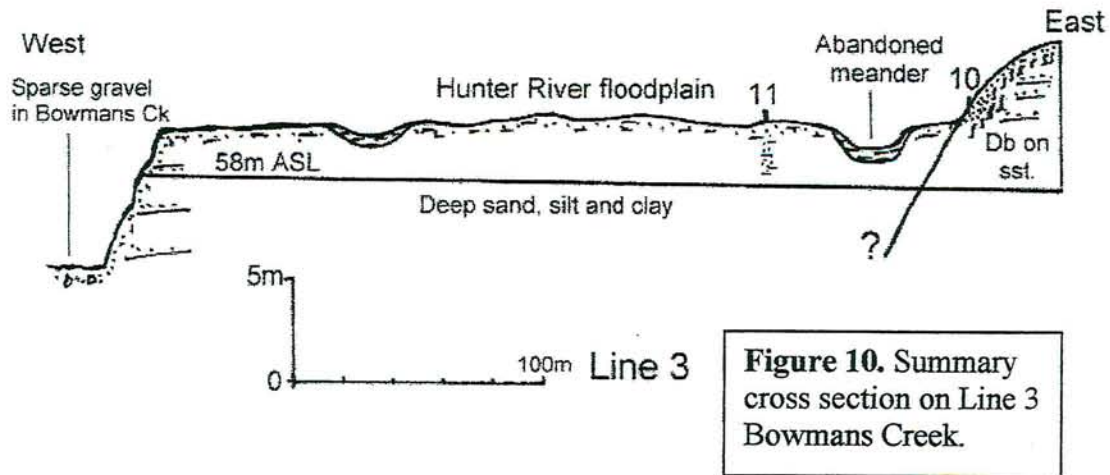 West
East
Sparse gravel
in Bowmans Ck
Hunter River floodplain
Abandoned
meander
11
10
58m ASL
Db on
sst.
Deep sand, silt and clay
?
5m
0
100m
Line 3
Figure 10. Summary
cross section on Line 3
Bowmans Creek.